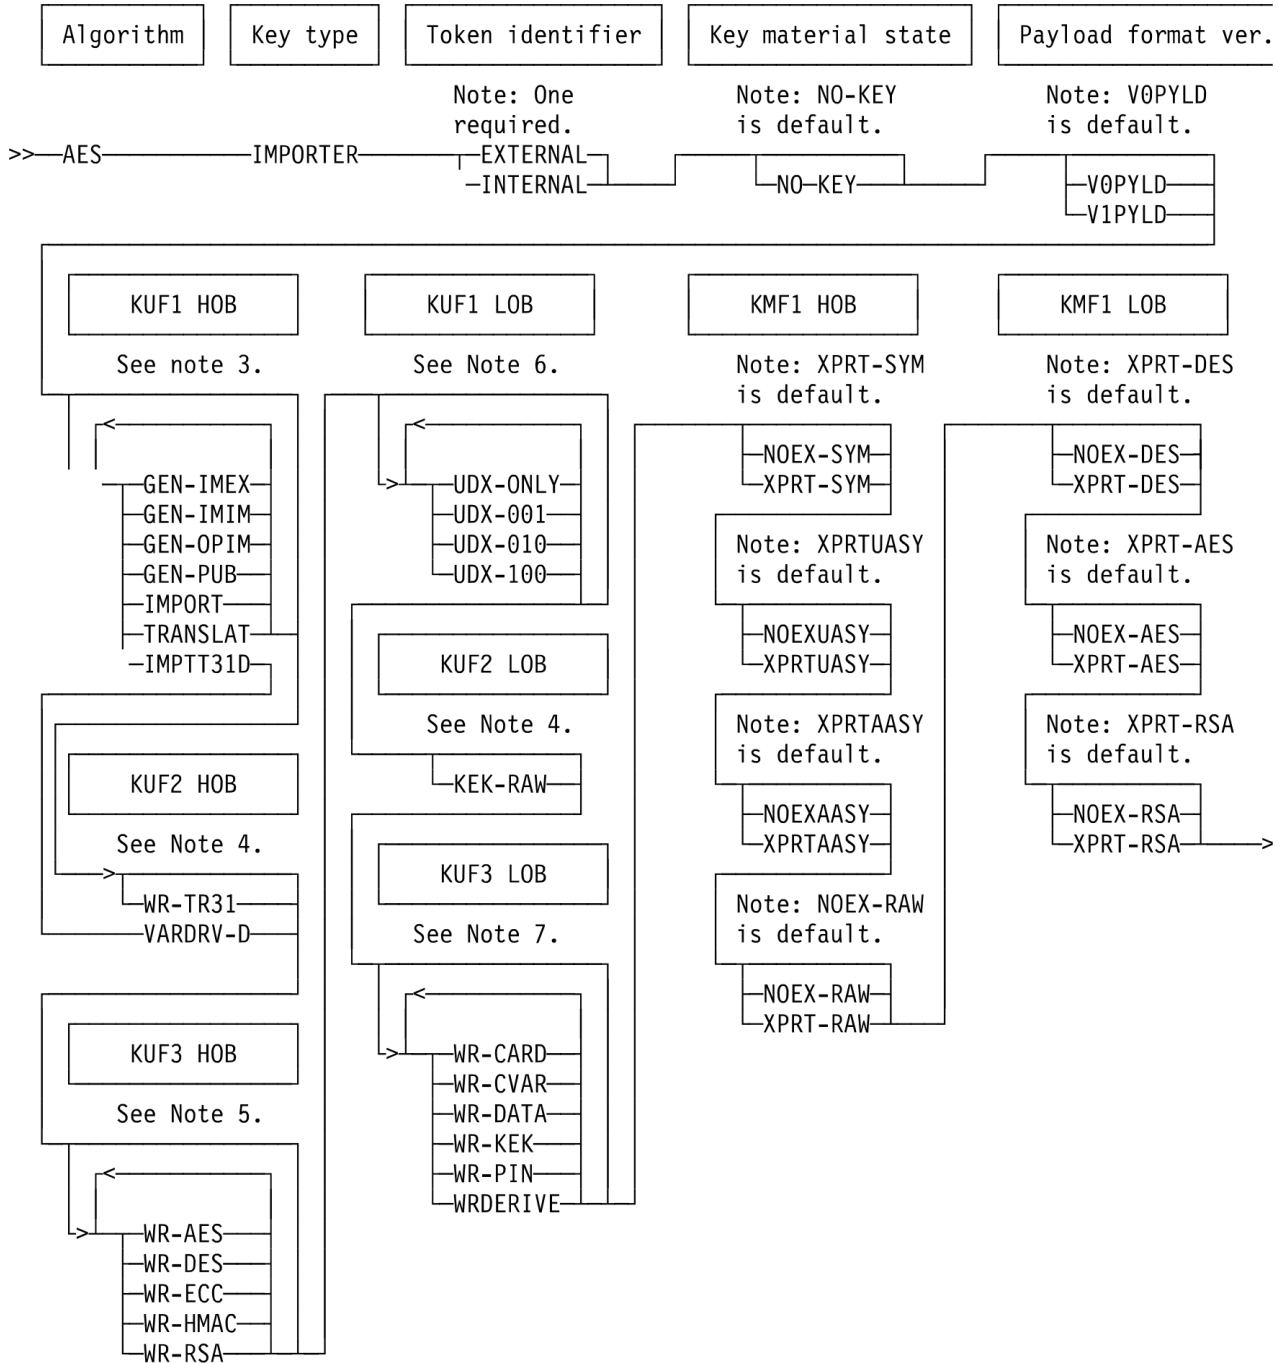 Algorithm
Key type
Token identifier
Key material state
Payload format ver.
Note: One
required.
Note: NO-KEY
is default.
Note: V0PYLD
is default.
>>—AES
IMPORTER
EXTERNAL
INTERNAL
NO-KEY
V0PYLD
V1PYLD
KUF1 HOB
See note 3.
<
GEN-IMEX
GEN-IMIM
GEN-OPIM
GEN-PUB
IMPORT
TRANSLAT
IMPTT31D
KUF2 HOB
See Note 4.
>
WR-TR31
VARDRV-D
KUF3 HOB
See Note 5.
<
>
WR-AES
WR-DES
WR-ECC
WR-HMAC
WR-RSA
KUF1 LOB
See Note 6.
<
>
UDX-ONLY
UDX-001
UDX-010
UDX-100
KUF2 LOB
See Note 4.
KEK-RAW
KUF3 LOB
See Note 7.
<
>
WR-CARD
WR-CVAR
WR-DATA
WR-KEK
WR-PIN
WRDERIVE
KMF1 HOB
Note: XPRT-SYM
is default.
NOEX-SYM
XPRT-SYM
Note: XPRTUASY
is default.
NOEXUASY
XPRTUASY
Note: XPRTAASY
is default.
NOEXAASY
XPRTAASY
Note: NOEX-RAW
is default.
NOEX-RAW
XPRT-RAW
KMF1 LOB
Note: XPRT-DES
is default.
NOEX-DES
XPRT-DES
Note: XPRT-AES
is default.
NOEX-AES
XPRT-AES
Note: XPRT-RSA
is default.
NOEX-RSA
XPRT-RSA
>